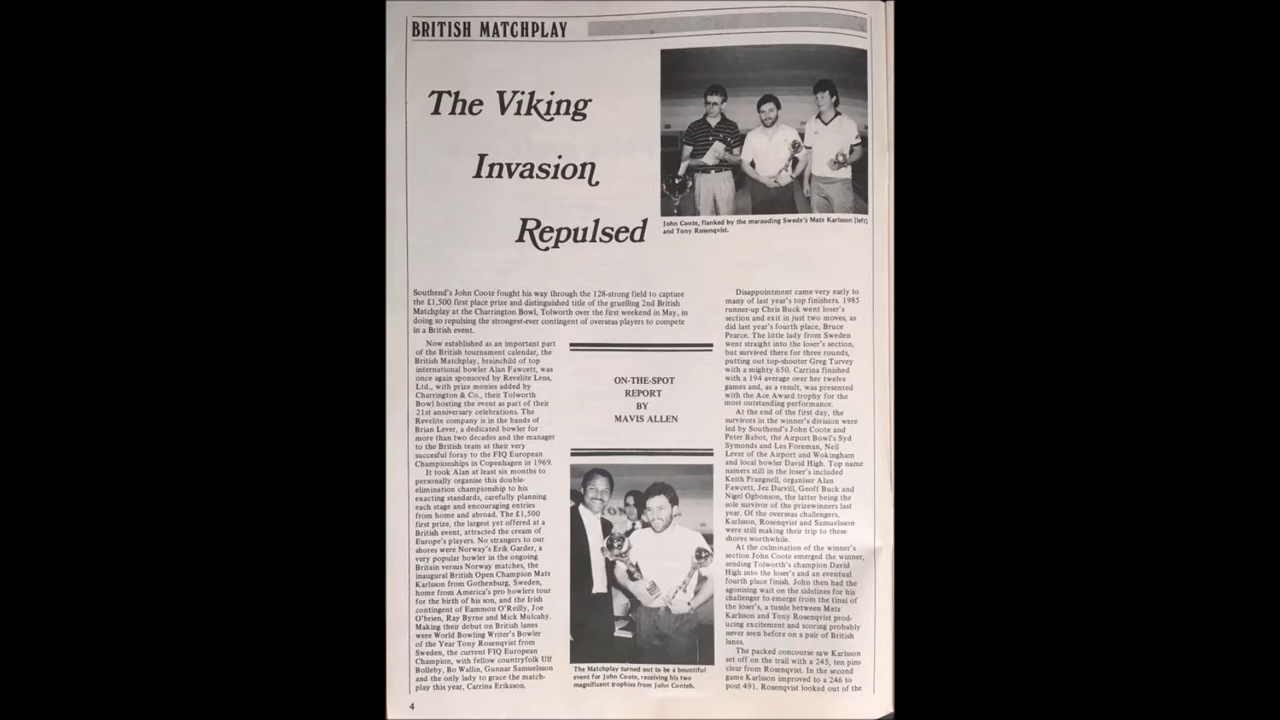 BRITISH MATCHPLAY
The Viking
Invasion
Repulsed
John Coote, flanked by the marauding Swede's Mats Karlsson (left)
and Tony Rosenqvist.
Southend's John Coote fought his way through the 128-strong field to capture
the £1,500 first place prize and distinguished title of the gruelling 2nd British
Matchplay at the Charrington Bowl, Tolworth over the first weekend in May, in
doing so repulsing the strongest-ever contingent of overseas players to compete
in a British event.
Now established as an important part
of the British tournament calendar, the
British Matchplay, brainchild of top
international bowler Alan Fawcett, was
once again sponsored by Revelite Lens,
Ltd., with prize monies added by
Charrington & Co., their Tolworth
Bowl hosting the event as part of their
21st anniversary celebrations. The
Revelite company is in the hands of
Brian Lever, a dedicated bowler for
more than two decades and the manager
to the British team at their very
succesful foray to the FIQ European
Championships in Copenhagen in 1969.
It took Alan at least six months to
personally organise this double-
elimination championship to his
exacting standards, carefully planning
each stage and encouraging entries
from home and abroad. The £1,500
first prize, the largest yet offered at a
British event, attracted the cream of
Europe's players. No strangers to our
shores were Norway's Erik Garder, a
very popular bowler in the ongoing
Britain versus Norway matches, the
inaugural British Open Champion Mats
Karlsson from Gothenburg, Sweden,
home from America's pro bowlers tour
for the birth of his son, and the Irish
contingent of Eammon O'Reilly, Joe
O'brien, Ray Byrne and Mick Mulcahy.
Making their debut on British lanes
were World Bowling Writer's Bowler
of the Year Tony Rosenqvist from
Sweden, the current FIQ European
Champion, with fellow countryfolk Ulf
Bolleby, Bo Wallin, Gunnar Samuelsson
and the only lady to grace the match-
play this year, Carrina Eriksson.
ON-THE-SPOT
REPORT
BY
MAVIS ALLEN
The Matchplay turned out to be a bountiful
event for John Coote, receiving his two
magnificent trophies from John Conteh.
Disappointment came very early to
many of last year's top finishers. 1985
runner-up Chris Buck went loser's
section and exit in just two moves, as
did last year's fourth place, Bruce
Pearce. The little lady from Sweden
went straight into the loser's section,
but survived there for three rounds,
putting out top-shooter Greg Turvey
with a mighty 650. Carrina finished
with a 194 average over her twelve
games and, as a result, was presented
with the Ace Award trophy for the
most outstanding performance.
At the end of the first day, the
survivors in the winner's division were
led by Southend's John Coote and
Peter Babot, the Airport Bowl's Syd
Symonds and Les Foreman, Neil
Lever of the Airport and Wokingham
and local bowler David High. Top name
namers still in the loser's included
Keith Prangnell, organiser Alan
Fawcett, Jez Darvill, Geoff Buck and
Nigel Ogbonson, the latter being the
sole survivor of the prizewinners last
year. Of the overseas challengers,
Karlsson, Rosenqvist and Samuelsson
were still making their trip to these
shores worthwhile.
At the culmination of the winner's
section John Coote emerged the winner,
sending Tolworth's champion David
High into the loser's and an eventual
fourth place finish. John then had the
agonising wait on the sidelines for his
challenger to emerge from the final of
the loser's, a tussle between Mats
Karlsson and Tony Rosenqvist prod-
ucing excitement and scoring probably
never seen before on a pair of British
lanes.
The packed concourse saw Karlsson
set off on the trail with a 245, ten pins
clear from Rosenqvist. In the second
game Karlsson improved to a 246 to
post 491. Rosenqvist looked out of the
4